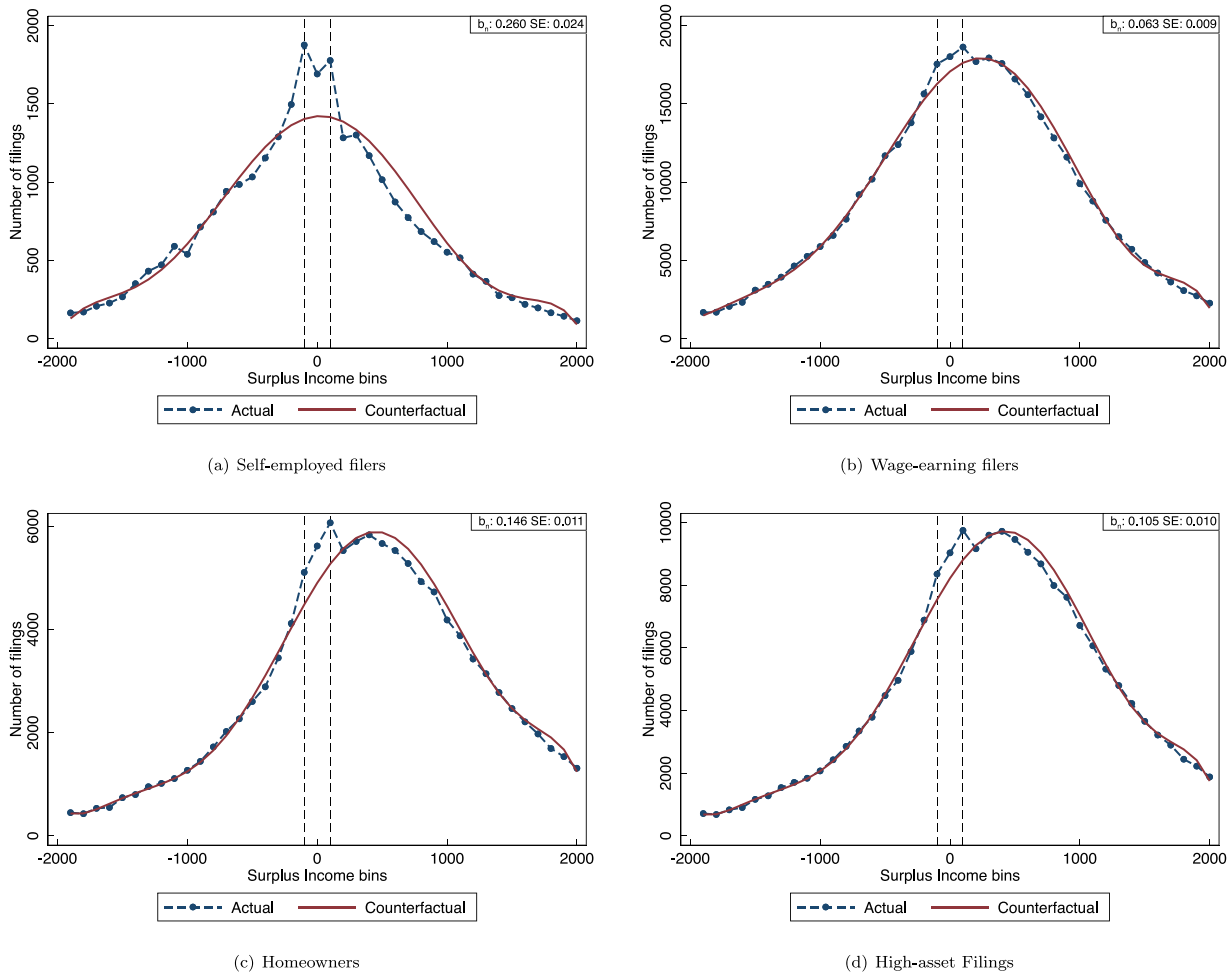 b_n: 0.260 SE: 0.024
Number of filings
0
500
1000
1500
2000
-2000
-1000
0
1000
2000
Surplus Income bins
Actual
Counterfactual
(a) Self-employed filers
b_n: 0.063 SE: 0.009
Number of filings
0
5000
10000
15000
20000
-2000
-1000
0
1000
2000
Surplus Income bins
Actual
Counterfactual
(b) Wage-earning filers
b_n: 0.146 SE: 0.011
Number of filings
0
2000
4000
6000
-2000
-1000
0
1000
2000
Surplus Income bins
Actual
Counterfactual
(c) Homeowners
b_n: 0.105 SE: 0.010
Number of filings
0
2000
4000
6000
8000
10000
-2000
-1000
0
1000
2000
Surplus Income bins
Actual
Counterfactual
(d) High-asset Filings